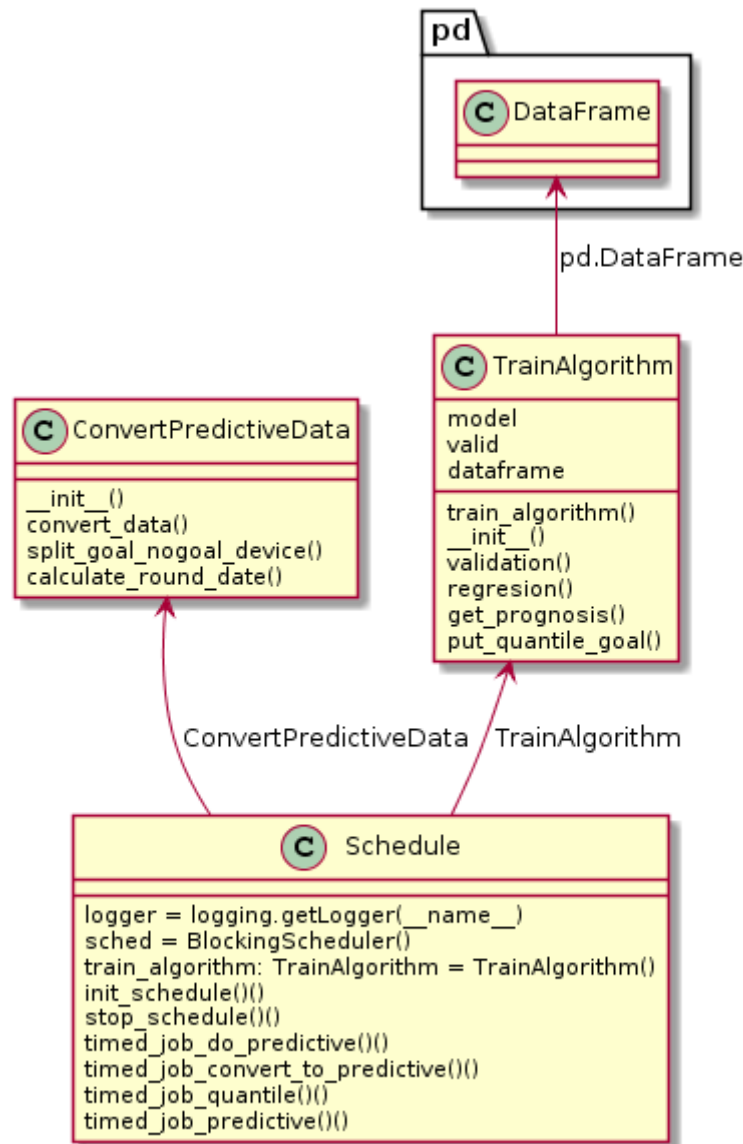 pd
C DataFrame
pd.DataFrame
C TrainAlgorithm
model
valid
dataframe
train_algorithm()
__init__()
validation()
regresion()
get_prognosis()
put_quantile_goal()
C ConvertPredictiveData
__init__()
convert_data()
split_goal_nogoal_device()
calculate_round_date()
ConvertPredictiveData
TrainAlgorithm
C Schedule
logger = logging.getLogger(__name__)
sched = BlockingScheduler()
train_algorithm: TrainAlgorithm = TrainAlgorithm()
init_schedule()()
stop_schedule()()
timed_job_do_predictive()()
timed_job_convert_to_predictive()()
timed_job_quantile()()
timed_job_predictive()()